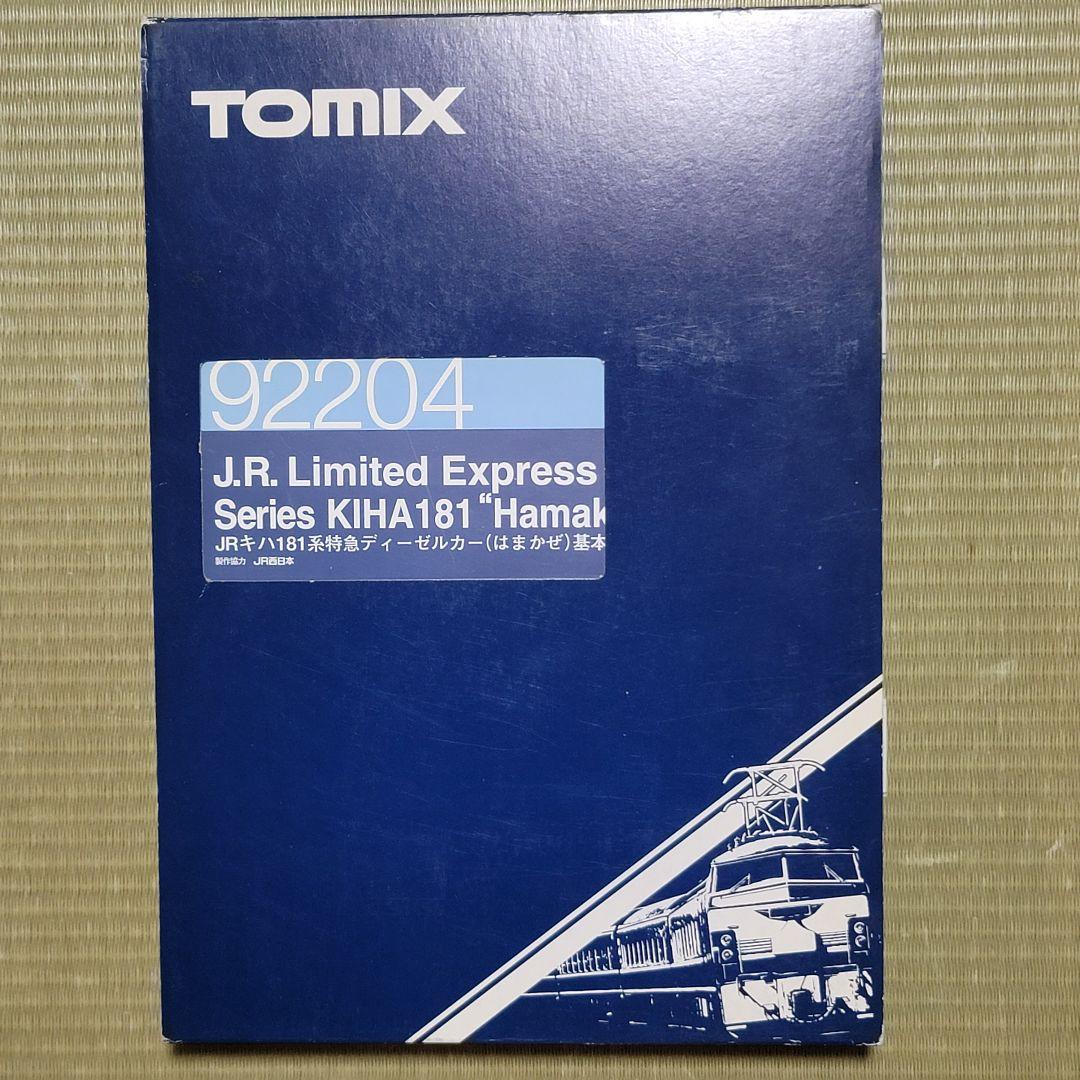 TOMIX
92204
J.R. Limited Express
Series KIHA181 “Hamak
JRキハ181系特急ディーゼルカー(はまかぜ)基本
製作協力 JR西日本